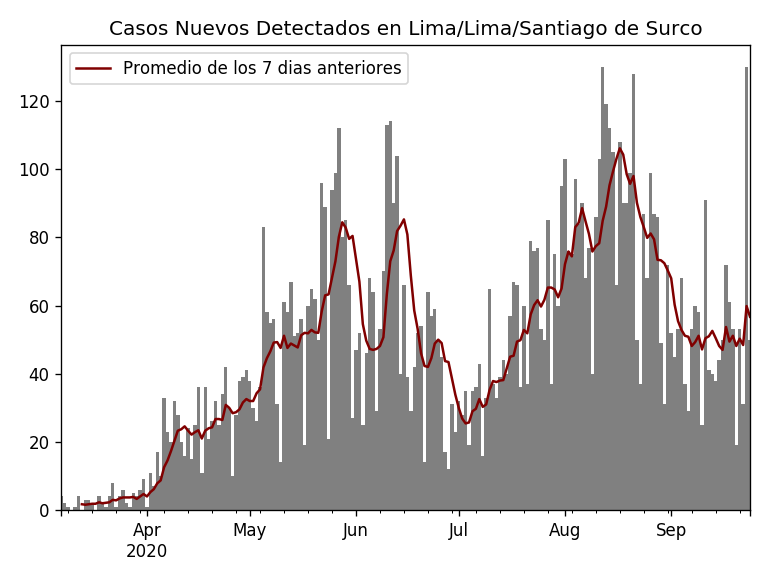 Casos Nuevos Detectados en Lima/Lima/Santiago de Surco
Promedio de los 7 dias anteriores
120
100
80
60
40
20
0
Apr May Jun Jul Aug Sep
2020